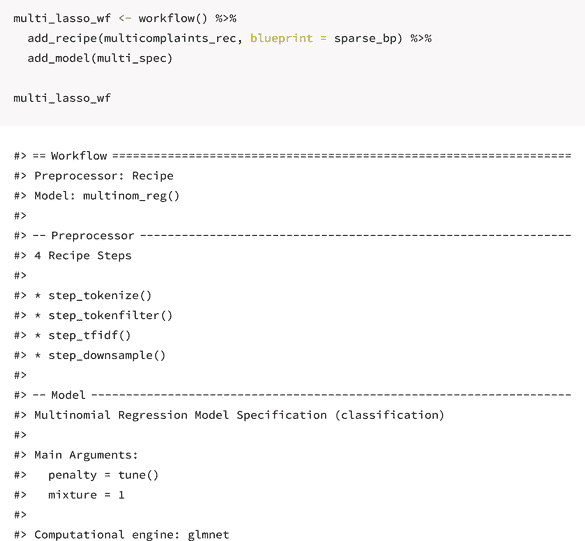 multi_lasso_wf <- workflow() %>%
  add_recipe(multicomplaints_rec, blueprint = sparse_bp) %>%
  add_model(multi_spec)
multi_lasso_wf
#> == Workflow ==================================================================
#> Preprocessor: Recipe
#> Model: multinom_reg()
#>
#> -- Preprocessor --------------------------------------------------------------
#> 4 Recipe Steps
#>
#> * step_tokenize()
#> * step_tokenfilter()
#> * step_tfidf()
#> * step_downsample()
#>
#> -- Model ---------------------------------------------------------------------
#> Multinomial Regression Model Specification (classification)
#>
#> Main Arguments:
#>   penalty = tune()
#>   mixture = 1
#>
#> Computational engine: glmnet